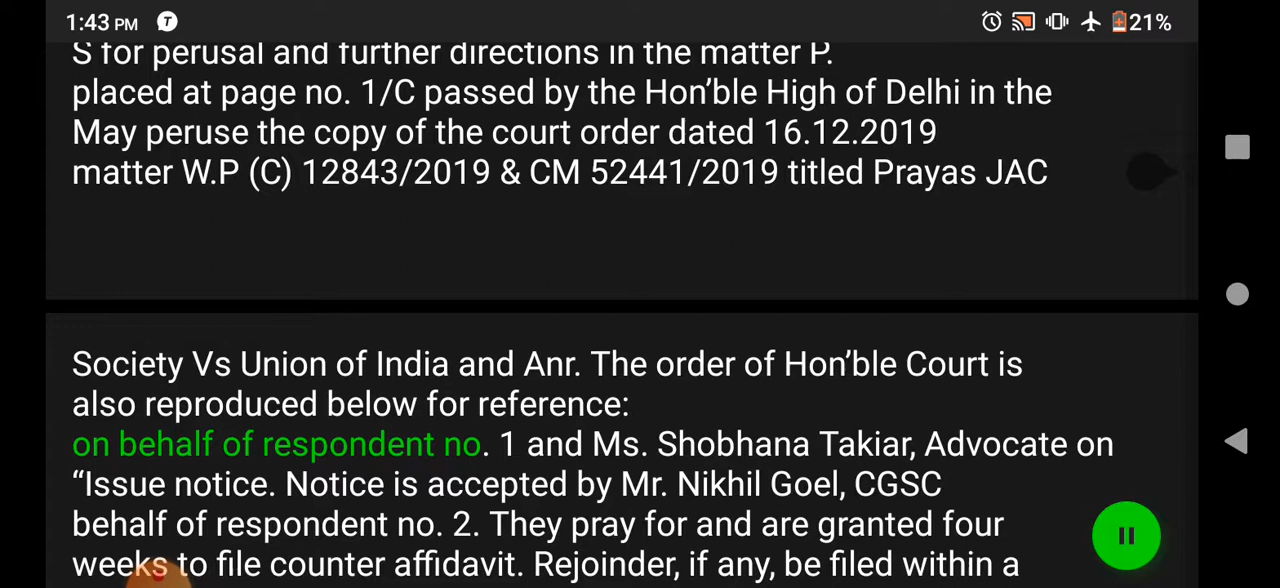 1:43 PM
21%
S for perusal and further directions in the matter P.
placed at page no. 1/C passed by the Hon'ble High of Delhi in the
May peruse the copy of the court order dated 16.12.2019
matter W.P (C) 12843/2019 & CM 52441/2019 titled Prayas JAC
Society Vs Union of India and Anr. The order of Hon'ble Court is
also reproduced below for reference:
on behalf of respondent no. 1 and Ms. Shobhana Takiar, Advocate on
“Issue notice. Notice is accepted by Mr. Nikhil Goel, CGSC
behalf of respondent no. 2. They pray for and are granted four
weeks to file counter affidavit. Rejoinder, if any, be filed within a